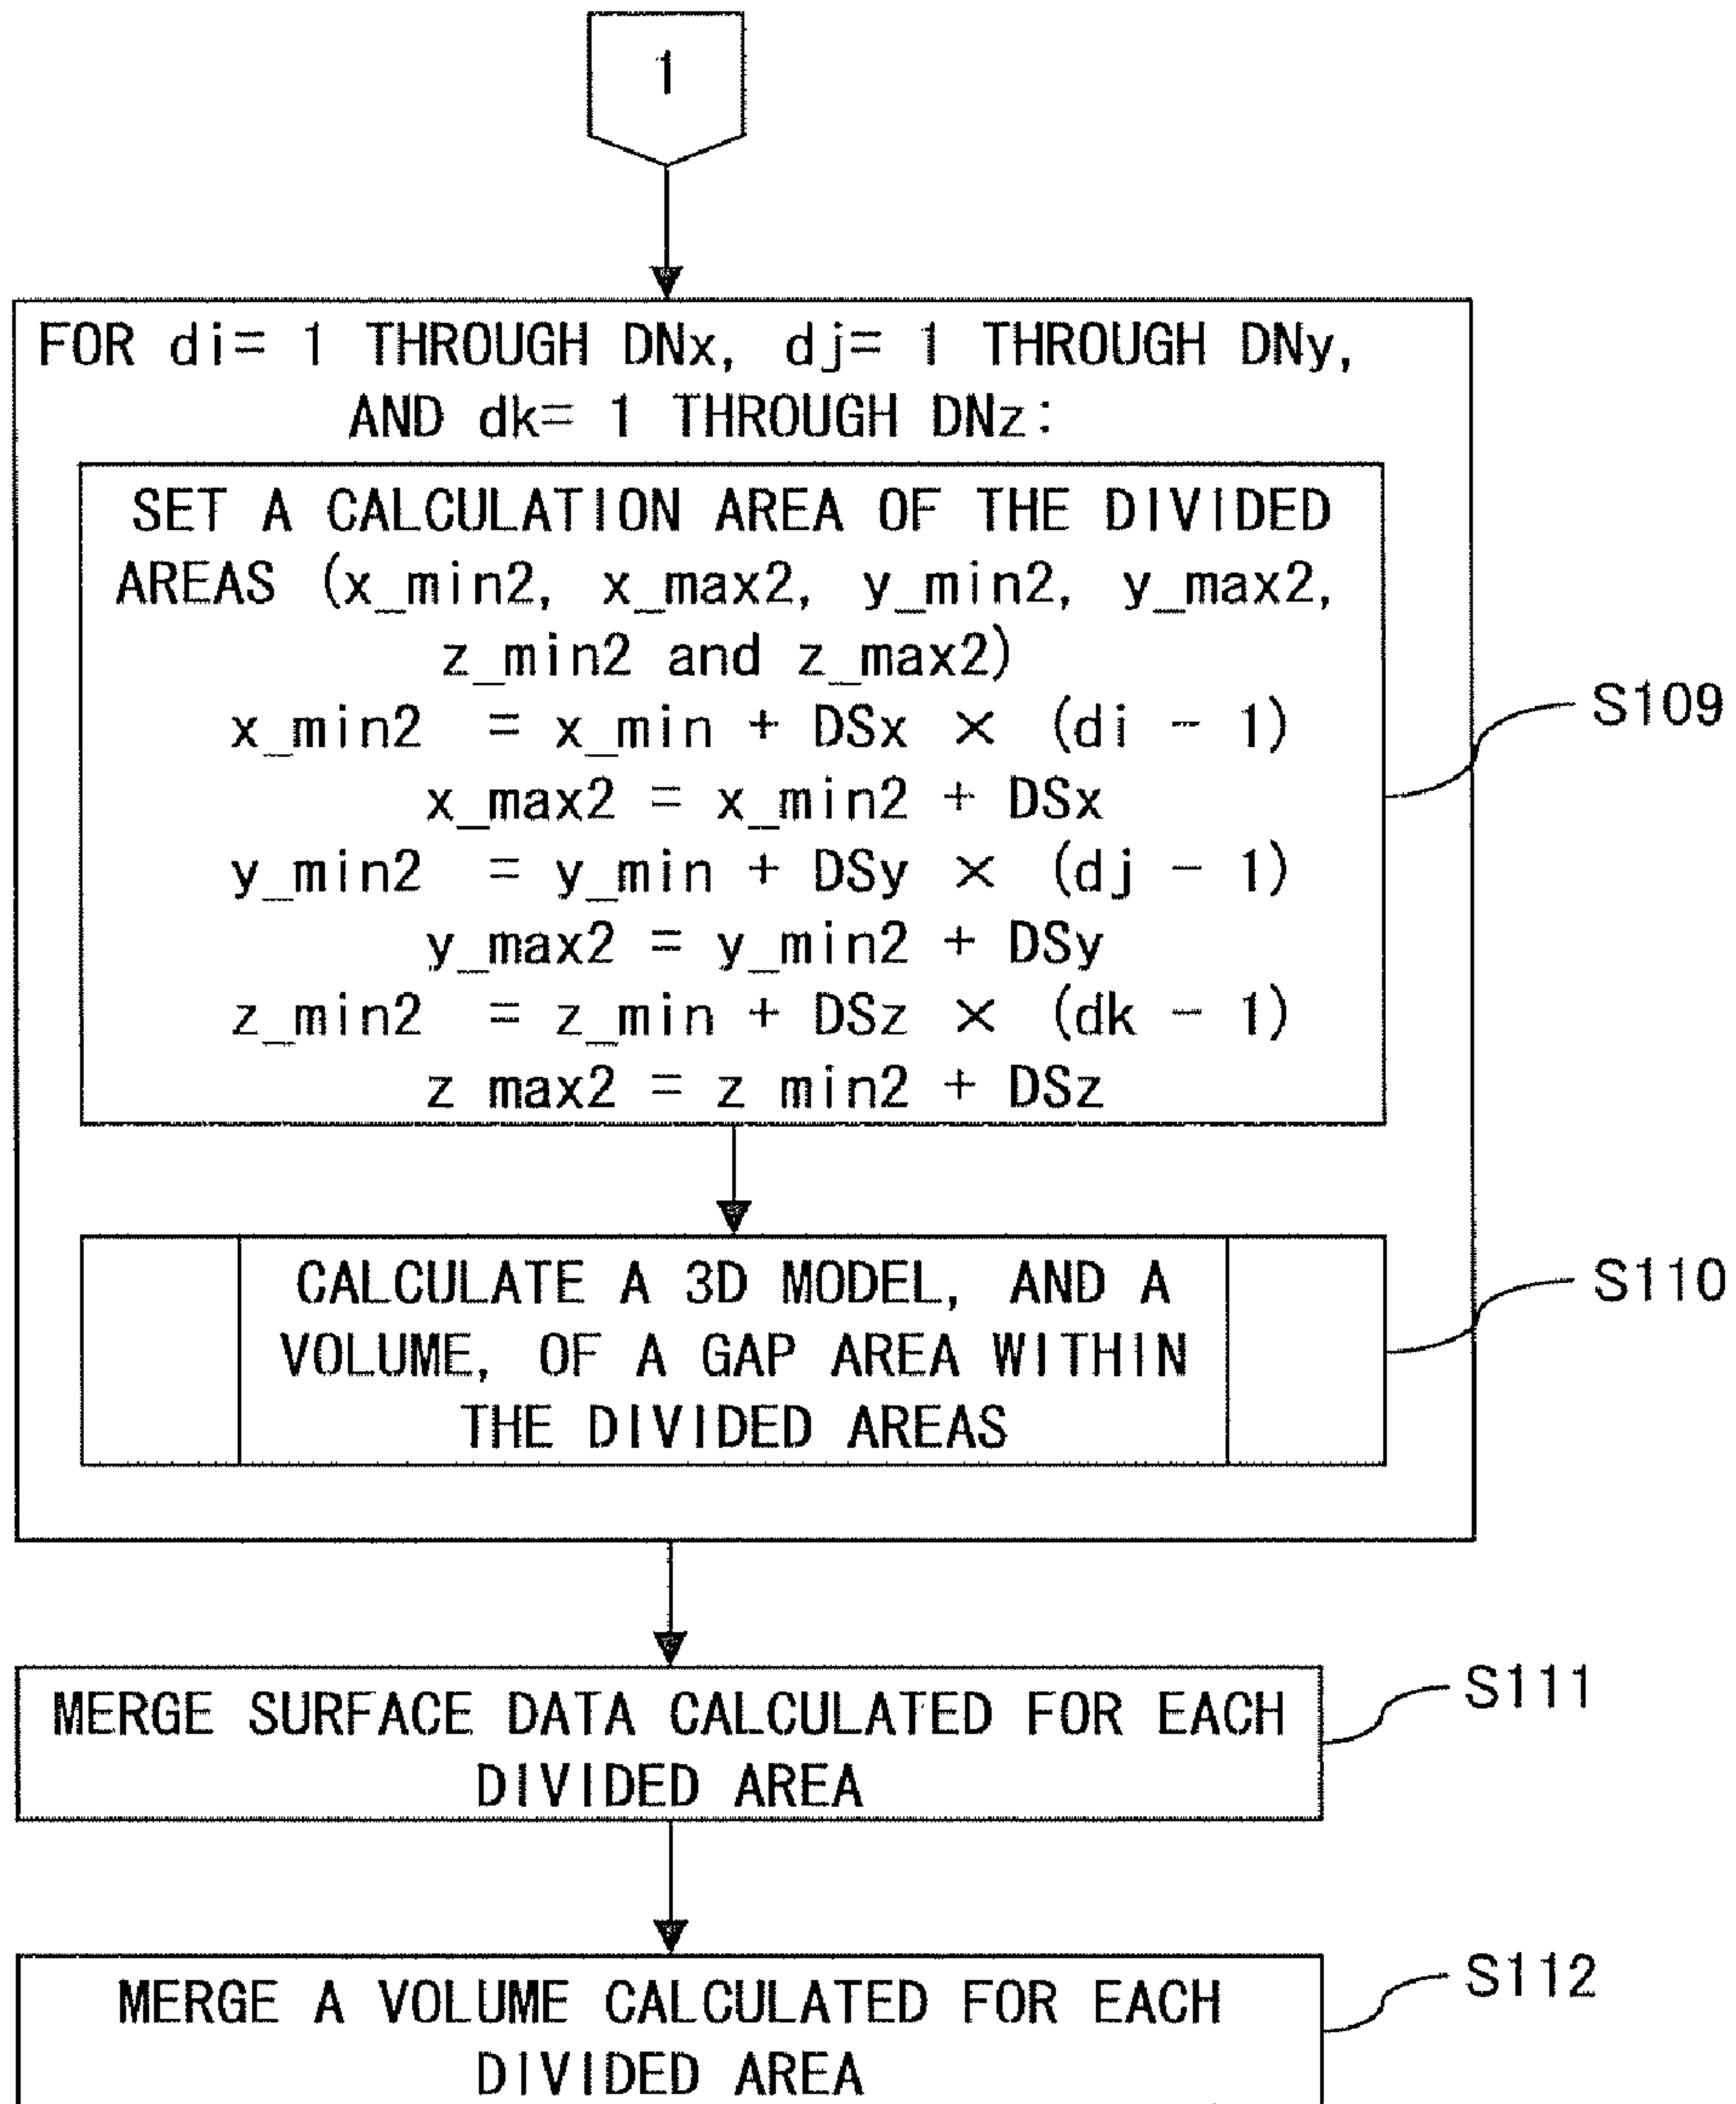 1
FOR di= 1 THROUGH DNx, dj= 1 THROUGH DNy,
AND dk= 1 THROUGH DNz:
SET A CALCULATION AREA OF THE DIVIDED
AREAS (x_min2, x_max2, y_min2, y_max2,
z_min2 and z_max2)
x_min2 = x_min + DSx × (di - 1)
x_max2 = x_min2 + DSx
y_min2 = y_min + DSy × (dj - 1)
y_max2 = y_min2 + DSy
z_min2 = z_min + DSz × (dk - 1)
z max2 = z min2 + DSz
S109
CALCULATE A 3D MODEL, AND A
VOLUME, OF A GAP AREA WITHIN
THE DIVIDED AREAS
S110
MERGE SURFACE DATA CALCULATED FOR EACH
DIVIDED AREA
S111
MERGE A VOLUME CALCULATED FOR EACH
DIVIDED AREA
S112